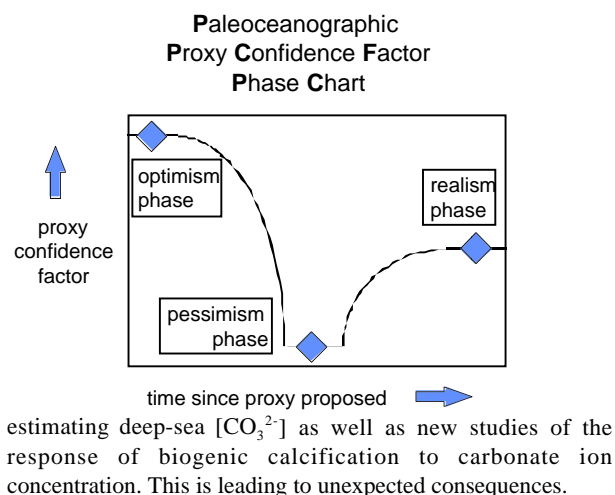 Paleoceanographic
Proxy Confidence Factor
Phase Chart
optimism
phase
realism
phase
proxy
confidence
factor
pessimism
phase
time since proxy proposed
estimating deep-sea [CO₃²⁻] as well as new studies of the
response of biogenic calcification to carbonate ion
concentration. This is leading to unexpected consequences.